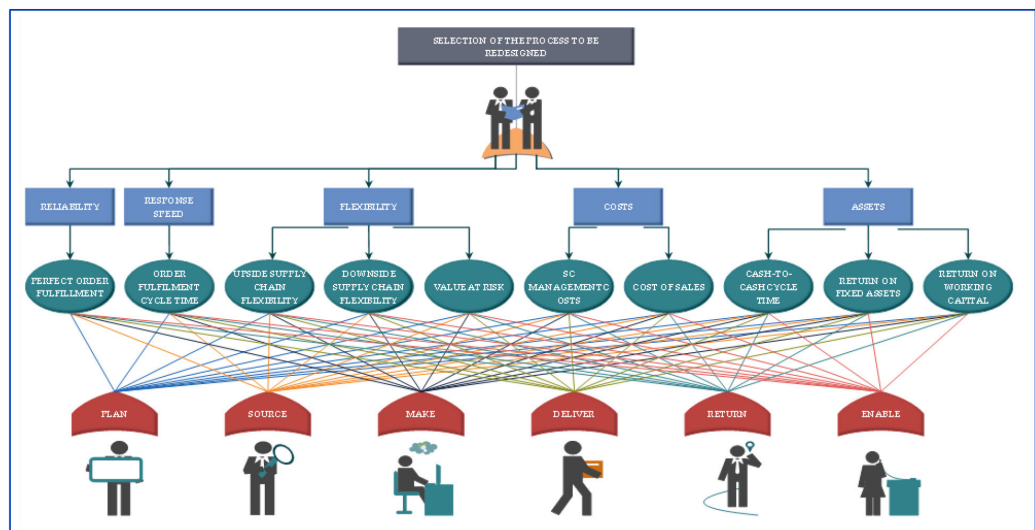 SELECTION OF THE PROCESS TO BE
REDESIGNED
RELIABILITY
RESPONSE
SPEED
FLEXIBILITY
COSTS
ASSETS
PERFECT ORDER
FULFILLMENT
ORDER
FULFILMENT
CYCLE TIME
UPSIDE SUPPLY
CHAIN
FLEXIBILITY
DOWNSIDE
SUPPLY CHAIN
FLEXIBILITY
VALUE AT RISK
SC
MANAGEMENT C
OSTS
COST OF SALES
CASH-TO-
CASH CYCLE
TIME
RETURN ON
FIXED ASSETS
RETURN ON
WORKING
CAPITAL
PLAN
SOURCE
MAKE
DELIVER
RETURN
ENABLE